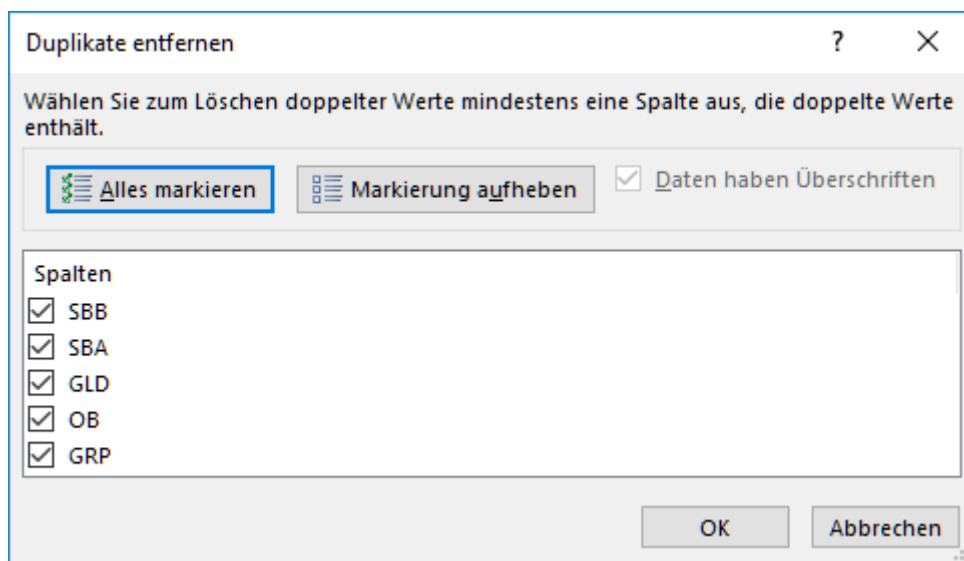 Duplikate entfernen
?
Wählen Sie zum Löschen doppelter Werte mindestens eine Spalte aus, die doppelte Werte
enthält.
Alles markieren Markierung aufheben Daten haben Überschriften
Spalten
SBB
SBA
GLD
OB
GRP
OK Abbrechen